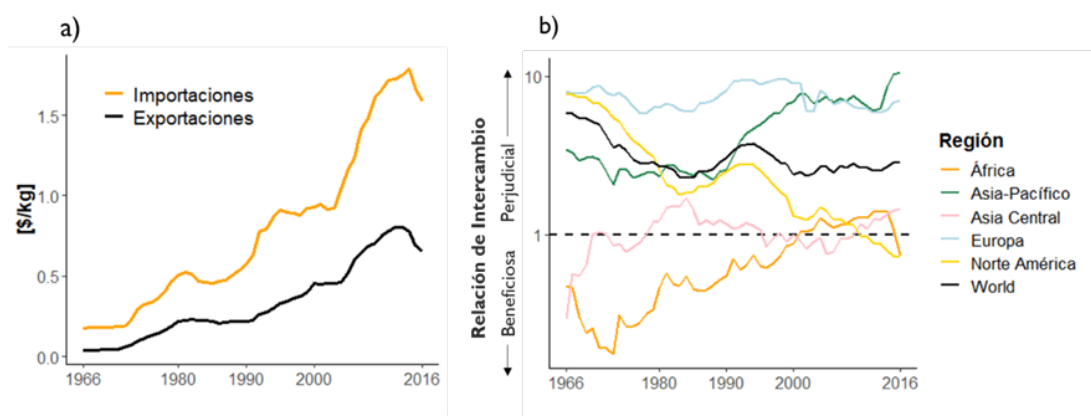 a)
Importaciones
Exportaciones
[$/kg]
1.5
1.0
0.5
0.0
1966
1980
1990
2000
2016
b)
Relación de Intercambio
Beneficiosa
Perjudicial
10
1
1966
1980
1990
2000
2016
Región
África
Asia-Pacífico
Asia Central
Europa
Norte América
World